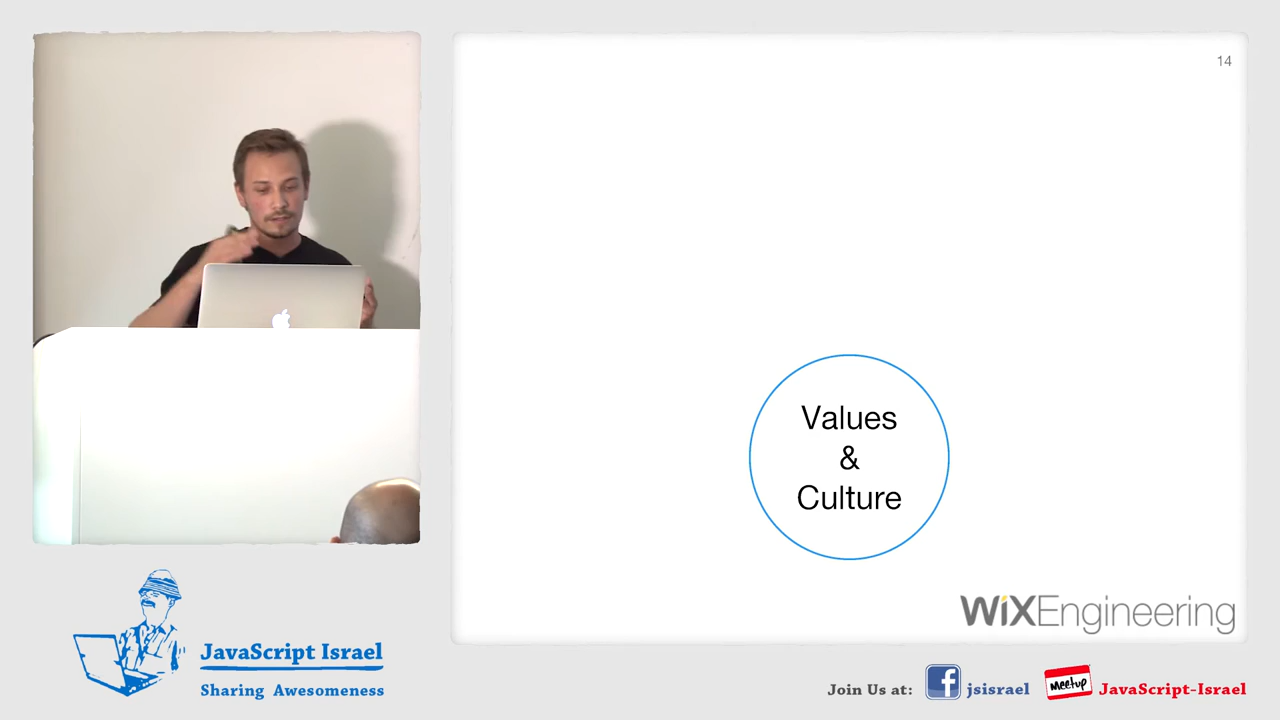 14
Values
&
Culture
WiXEngineering
JavaScript Israel
Sharing Awesomeness
Join Us at:
jsisrael
Meetup
JavaScript-Israel